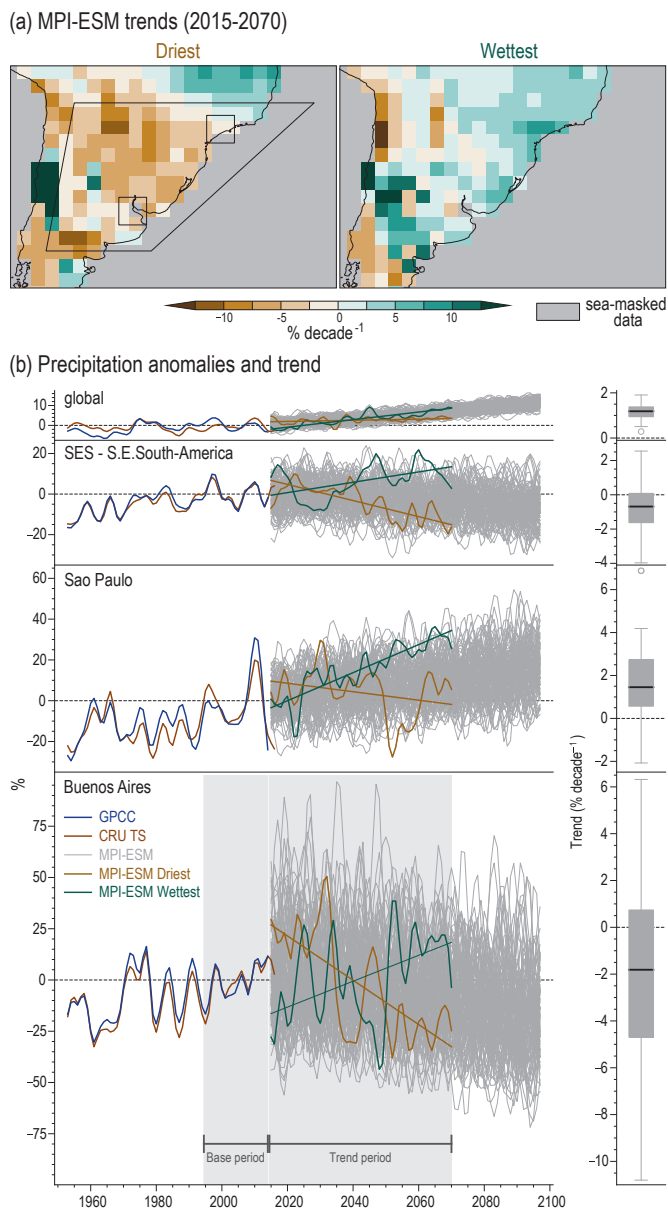 (a) MPI-ESM trends (2015-2070)
Driest
Wettest
−10 −5 0 5 10
% decade⁻¹
sea-masked
data
(b) Precipitation anomalies and trend
global
10
0
2
1
0
SES - S.E.South-America
20
0
−20
2
0
−2
−4
Sao Paulo
60
40
20
0
−20
6
4
2
0
−2
%
Trend (% decade⁻¹)
Buenos Aires
GPCC
CRU TS
MPI-ESM
MPI-ESM Driest
MPI-ESM Wettest
75
50
25
0
−25
−50
−75
6
4
2
0
−2
−4
−6
−8
−10
Base period
Trend period
1960 1980 2000 2020 2040 2060 2080 2100